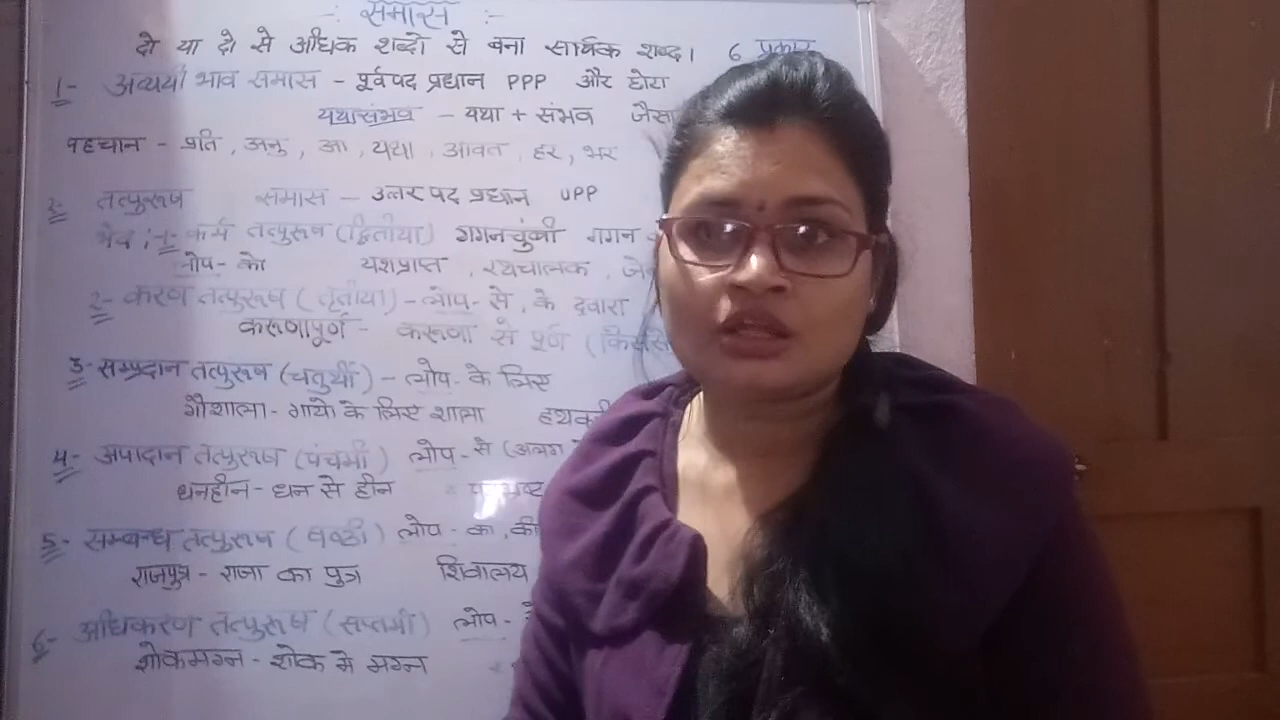 -: समास :-
दो या दो से अधिक शब्दो से बना सार्थक शब्द। 6 प्रकार
1- अव्ययी भाव समास - पूर्वपद प्रधान PPP और होरा
यथासंभव - यथा + संभव जैसा
पहचान - प्रति, अनु, आ, यथा, आवत, हर, भर
2- तत्पुरूष समास - उत्तर पद प्रधान UPP
भेद :- 1- कर्म तत्पुरूष (द्वितीया) गगनचुंबी गगन
लोप - को यशप्राप्त, रथचालक,
2- करण तत्पुरूष (तृतीया) - लोप - से, के द्वारा
करूणापूर्ण - करूणा से पूर्ण
3- सम्प्रदान तत्पुरूष (चतुर्थी) - लोप - के लिए
गौशाला - गायो के लिए शाला
4- अपादान तत्पुरूष (पंचमी) लोप - से (अलग
धनहीन - धन से हीन
5- सम्बन्ध तत्पुरूष (षष्ठी) लोप - का, की
राजपुत्र - राजा का पुत्र शिवालय
6- अधिकरण तत्पुरूष (सप्तमी) लोप -
शोकमग्न - शोक मे मग्न